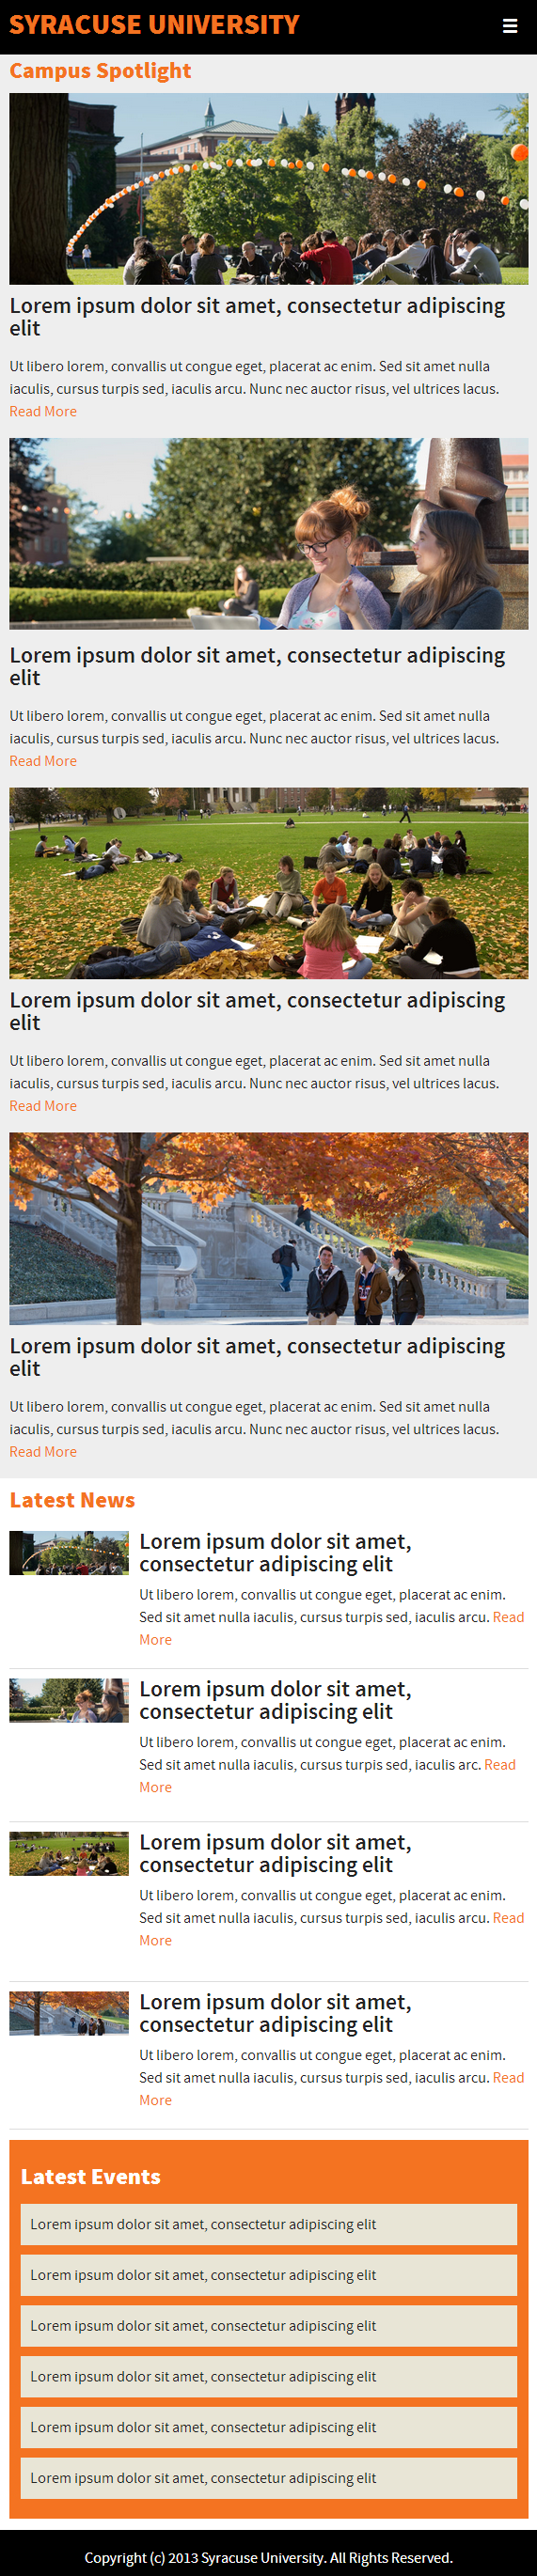 SYRACUSE UNIVERSITY
Campus Spotlight
Lorem ipsum dolor sit amet, consectetur adipiscing
elit
Ut libero lorem, convallis ut congue eget, placerat ac enim. Sed sit amet nulla
iaculis, cursus turpis sed, iaculis arcu. Nunc nec auctor risus, vel ultrices lacus.
Read More
Lorem ipsum dolor sit amet, consectetur adipiscing
elit
Ut libero lorem, convallis ut congue eget, placerat ac enim. Sed sit amet nulla
iaculis, cursus turpis sed, iaculis arcu. Nunc nec auctor risus, vel ultrices lacus.
Read More
Lorem ipsum dolor sit amet, consectetur adipiscing
elit
Ut libero lorem, convallis ut congue eget, placerat ac enim. Sed sit amet nulla
iaculis, cursus turpis sed, iaculis arcu. Nunc nec auctor risus, vel ultrices lacus.
Read More
Lorem ipsum dolor sit amet, consectetur adipiscing
elit
Ut libero lorem, convallis ut congue eget, placerat ac enim. Sed sit amet nulla
iaculis, cursus turpis sed, iaculis arcu. Nunc nec auctor risus, vel ultrices lacus.
Read More
Latest News
Lorem ipsum dolor sit amet,
consectetur adipiscing elit
Ut libero lorem, convallis ut congue eget, placerat ac enim.
Sed sit amet nulla iaculis, cursus turpis sed, iaculis arcu. Read
More
Lorem ipsum dolor sit amet,
consectetur adipiscing elit
Ut libero lorem, convallis ut congue eget, placerat ac enim.
Sed sit amet nulla iaculis, cursus turpis sed, iaculis arc. Read
More
Lorem ipsum dolor sit amet,
consectetur adipiscing elit
Ut libero lorem, convallis ut congue eget, placerat ac enim.
Sed sit amet nulla iaculis, cursus turpis sed, iaculis arcu. Read
More
Lorem ipsum dolor sit amet,
consectetur adipiscing elit
Ut libero lorem, convallis ut congue eget, placerat ac enim.
Sed sit amet nulla iaculis, cursus turpis sed, iaculis arcu. Read
More
Latest Events
Lorem ipsum dolor sit amet, consectetur adipiscing elit
Lorem ipsum dolor sit amet, consectetur adipiscing elit
Lorem ipsum dolor sit amet, consectetur adipiscing elit
Lorem ipsum dolor sit amet, consectetur adipiscing elit
Lorem ipsum dolor sit amet, consectetur adipiscing elit
Lorem ipsum dolor sit amet, consectetur adipiscing elit
Copyright (c) 2013 Syracuse University. All Rights Reserved.